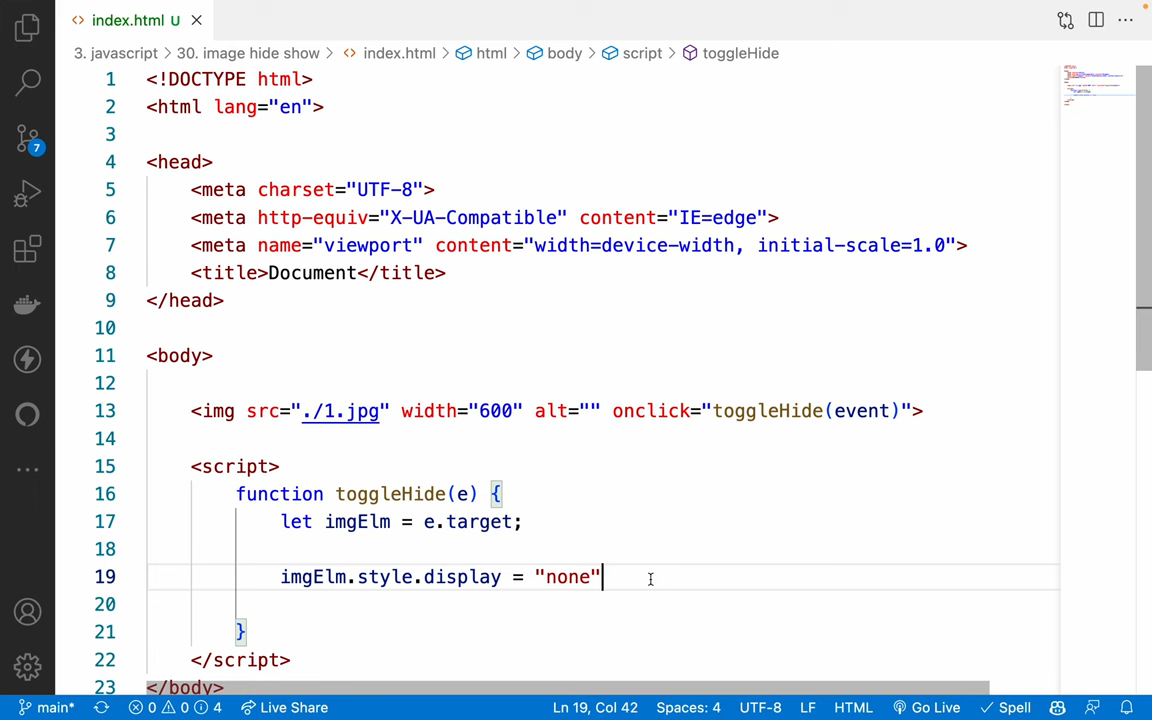 index.html U
3. javascript > 30. image hide show > index.html > html > body > script > toggleHide
1 <!DOCTYPE html>
2 <html lang="en">
3
4 <head>
5 <meta charset="UTF-8">
6 <meta http-equiv="X-UA-Compatible" content="IE=edge">
7 <meta name="viewport" content="width=device-width, initial-scale=1.0">
8 <title>Document</title>
9 </head>
10
11 <body>
12
13 <img src="./1.jpg" width="600" alt="" onclick="toggleHide(event)">
14
15 <script>
16 function toggleHide(e) {
17 let imgElm = e.target;
18
19 imgElm.style.display = "none"
20
21 }
22 </script>
23 </body>
7
main* 0 0 4 Live Share Ln 19, Col 42 Spaces: 4 UTF-8 LF HTML Go Live Spell